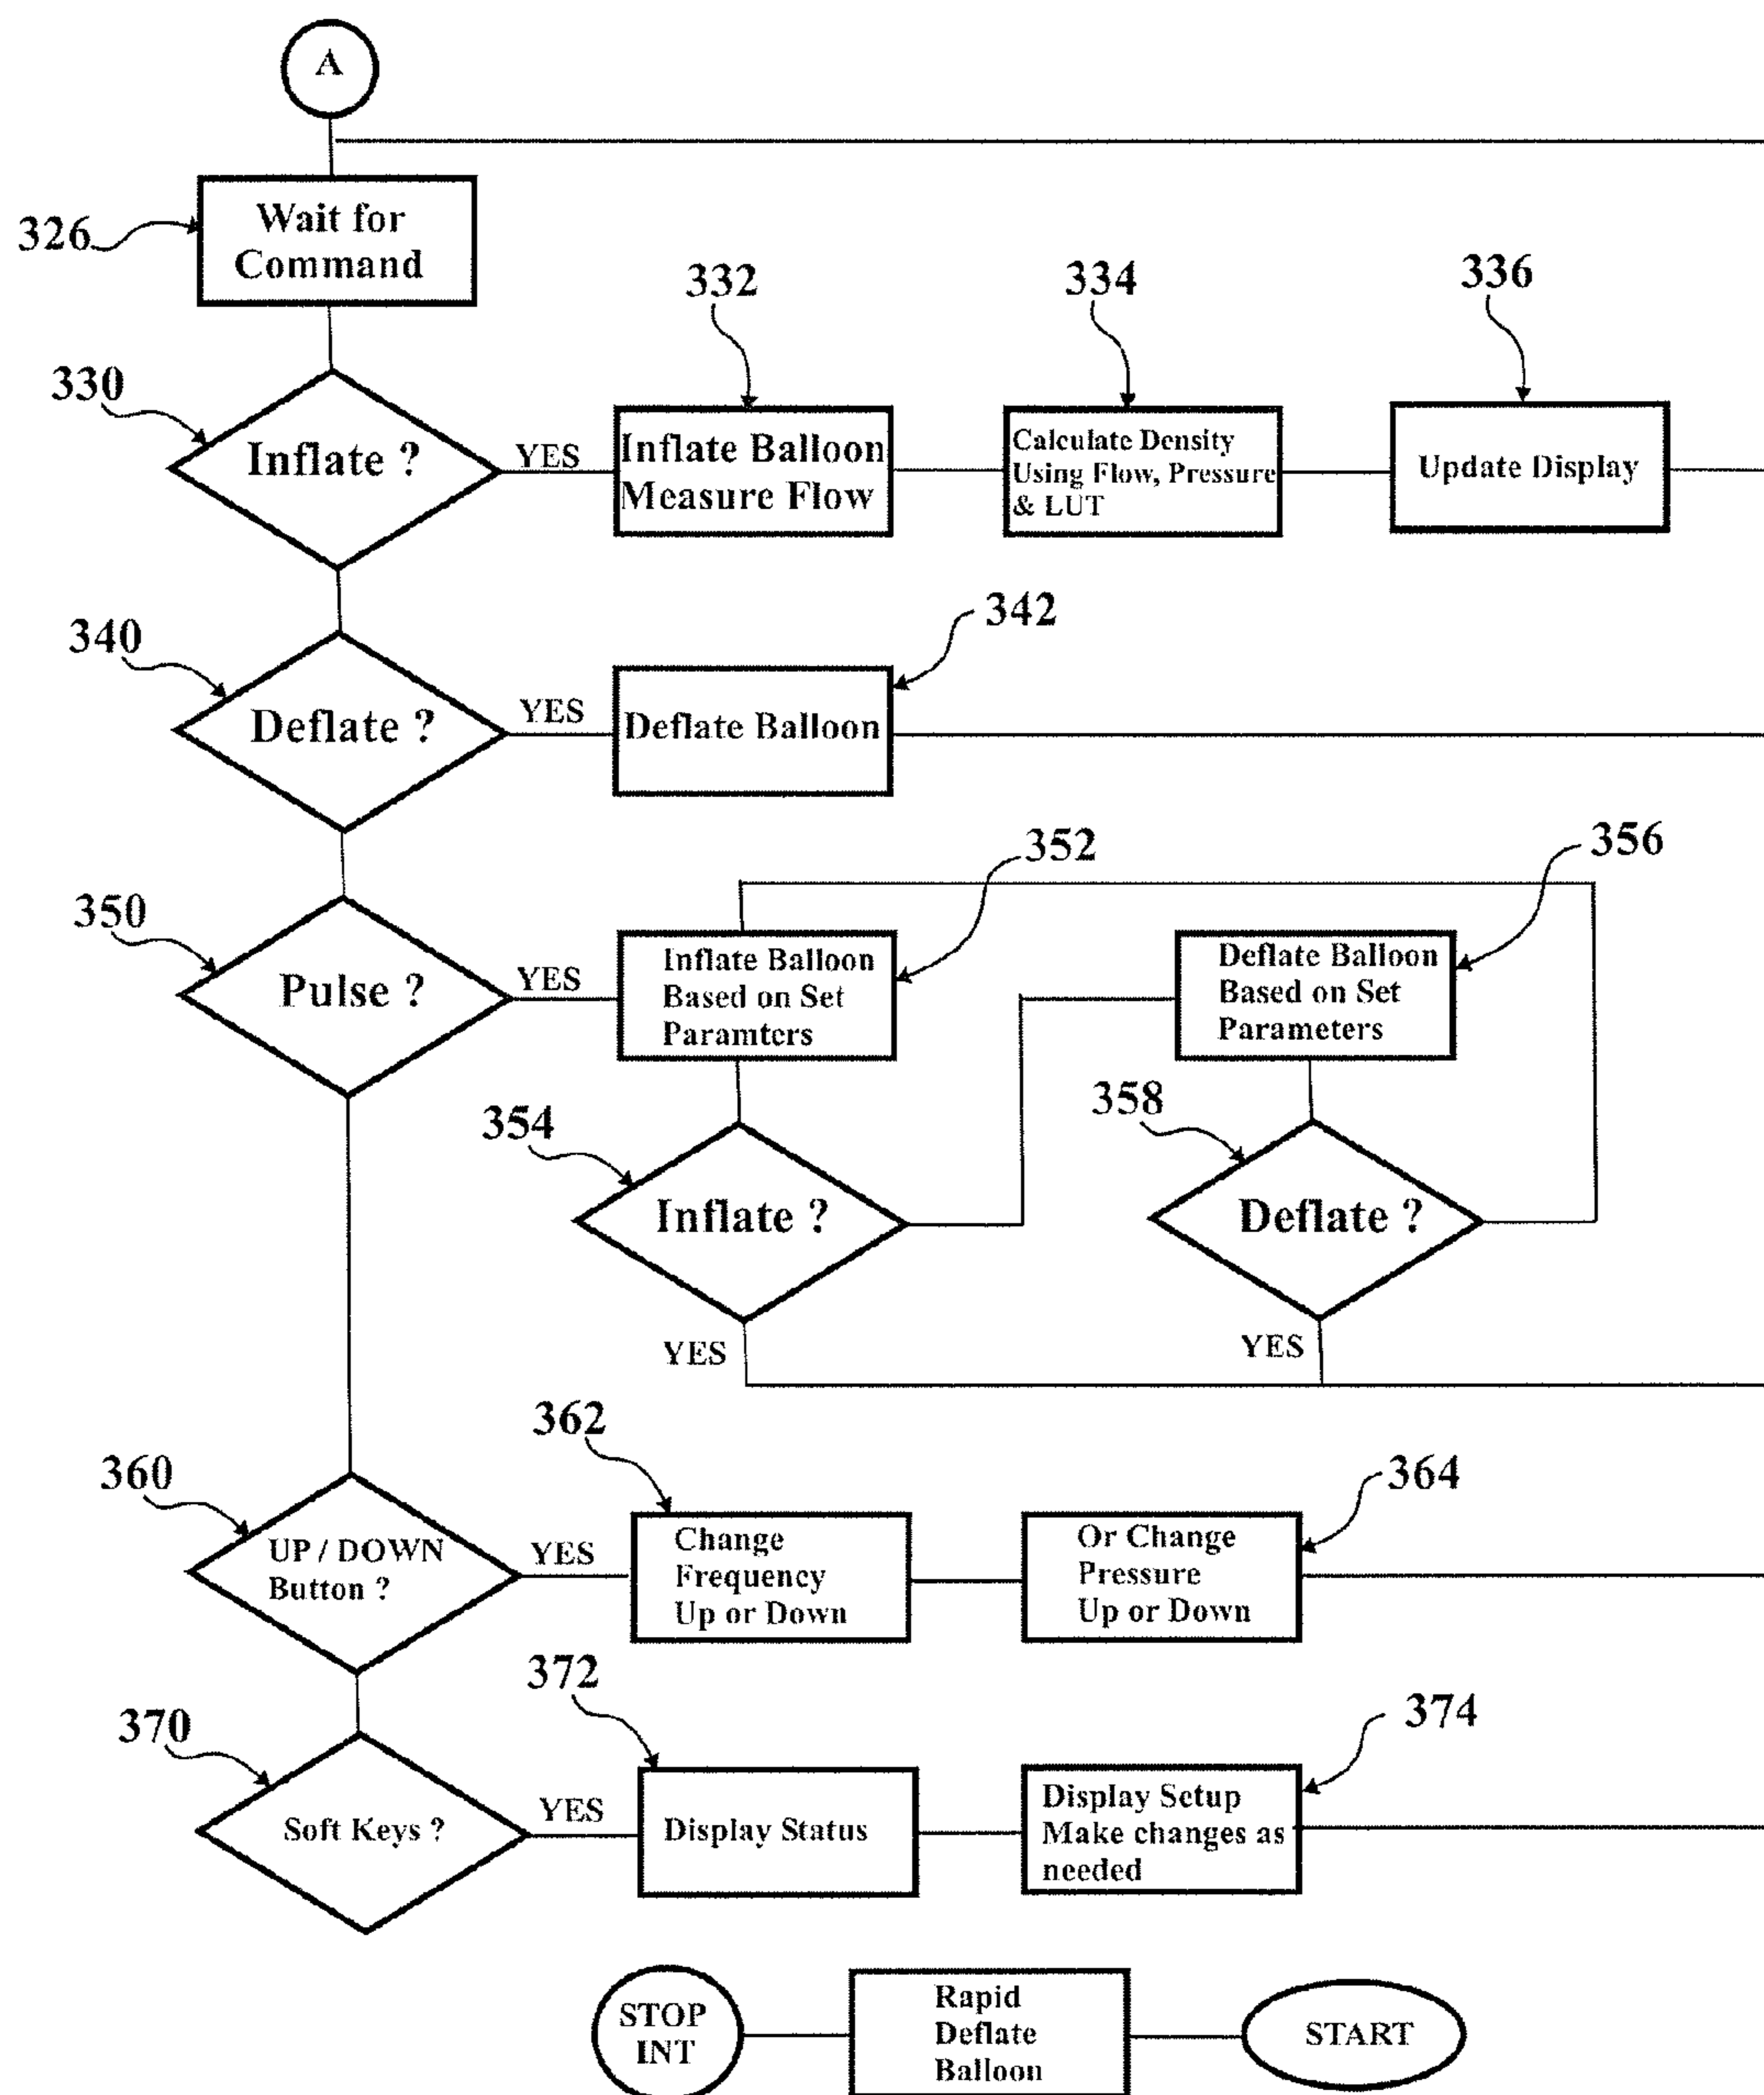 A
326
Wait for
Command
332
334
336
330
Inflate ?
YES
Inflate Balloon
Measure Flow
Calculate Density
Using Flow, Pressure
& LUT
Update Display
340
342
Deflate ?
YES
Deflate Balloon
350
352
356
Pulse ?
YES
Inflate Balloon
Based on Set
Paramters
Deflate Balloon
Based on Set
Parameters
354
358
Inflate ?
Deflate ?
YES
YES
360
362
364
UP / DOWN
Button ?
YES
Change
Frequency
Up or Down
Or Change
Pressure
Up or Down
370
372
374
Soft Keys ?
YES
Display Status
Display Setup
Make changes as
needed
STOP
INT
Rapid
Deflate
Balloon
START